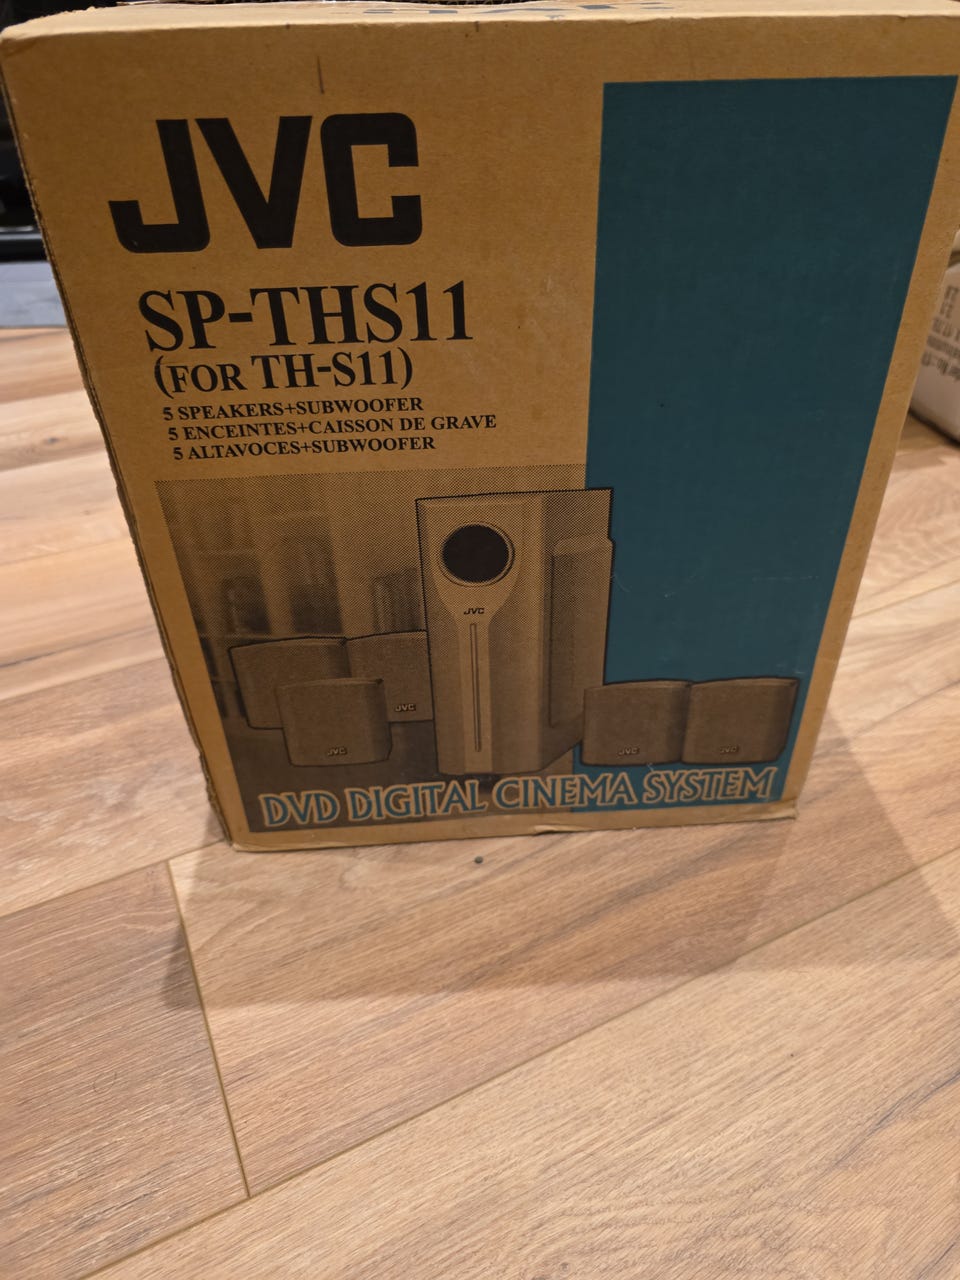 JVC
SP-THS11
(FOR TH-S11)
5 SPEAKERS+SUBWOOFER
5 ENCEINTES+CAISSON DE GRAVE
5 ALTAVOCES+SUBWOOFER
JVC
JVC
JVC
JVC
JVC
DVD DIGITAL CINEMA SYSTEM